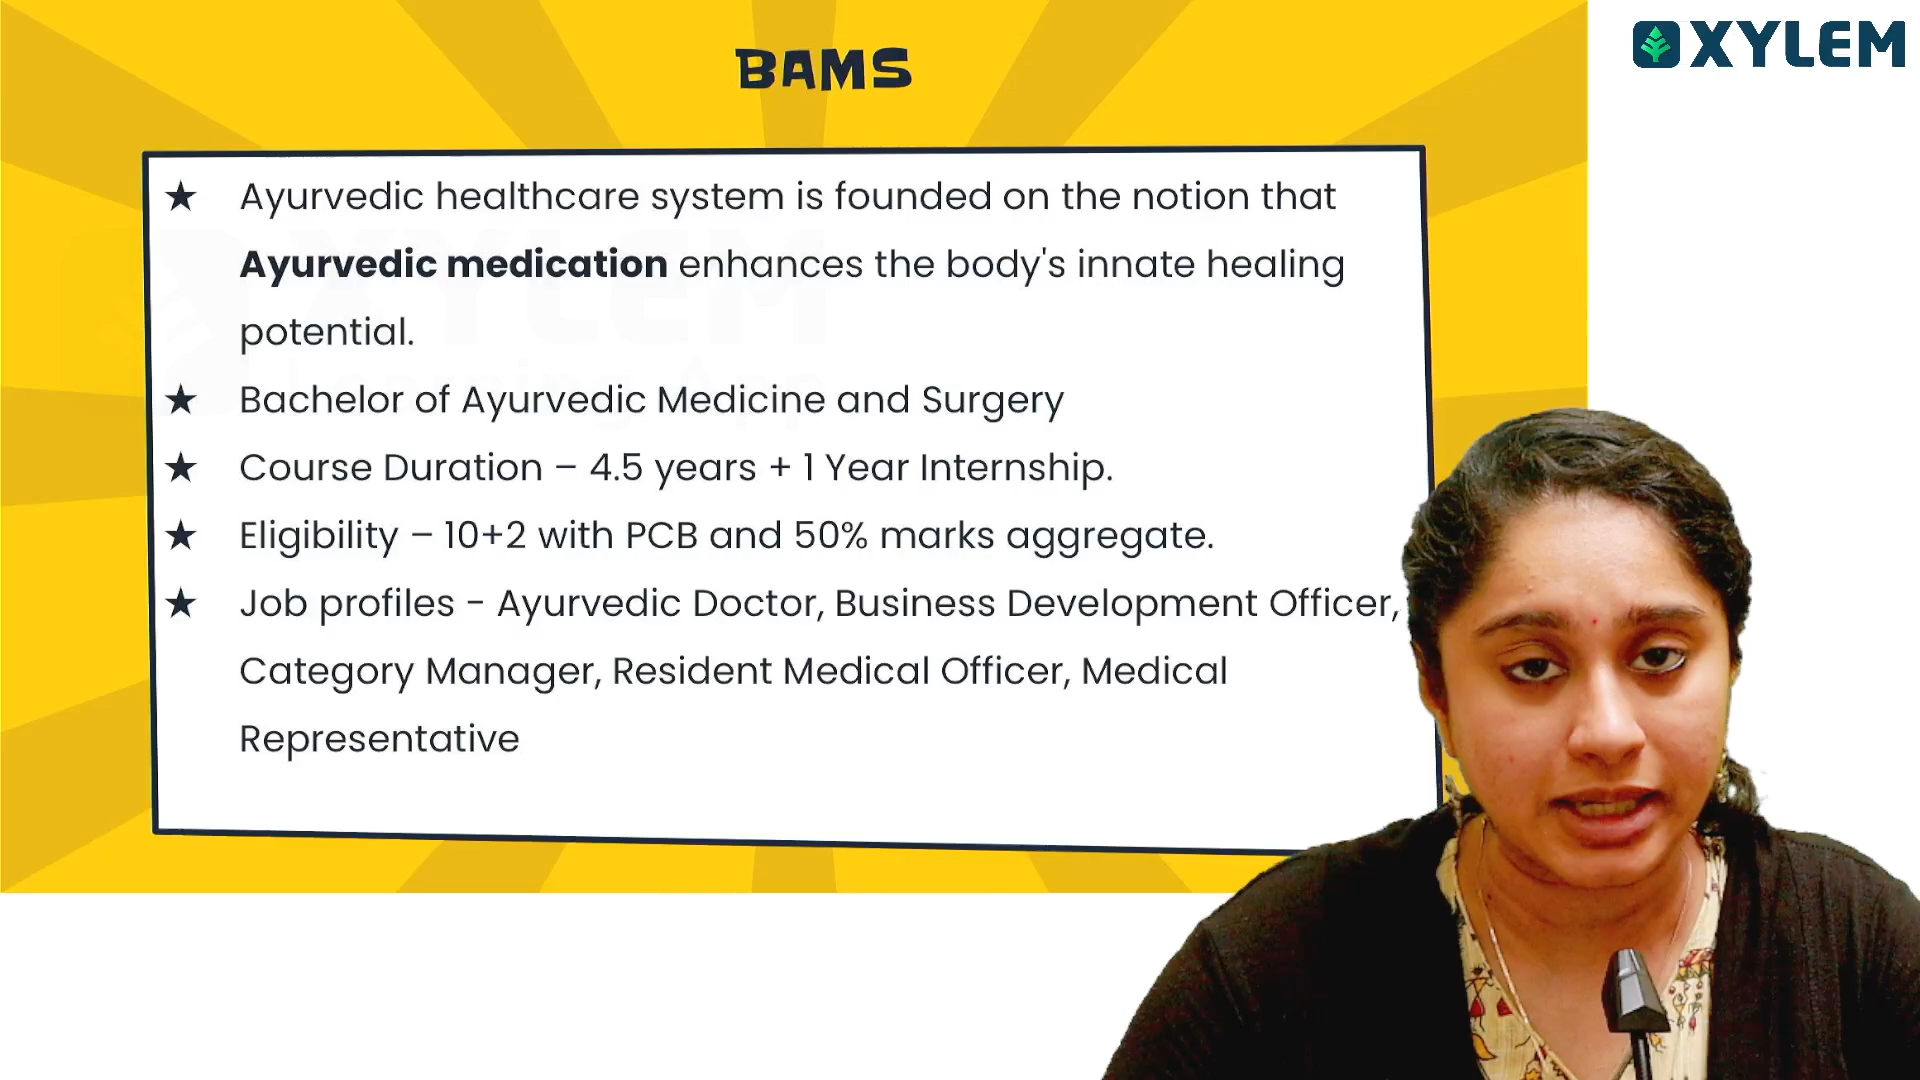 BAMS
XYLEM
★ Ayurvedic healthcare system is founded on the notion that
Ayurvedic medication enhances the body's innate healing
potential.
★ Bachelor of Ayurvedic Medicine and Surgery
★ Course Duration – 4.5 years + 1 Year Internship.
★ Eligibility – 10+2 with PCB and 50% marks aggregate.
★ Job profiles - Ayurvedic Doctor, Business Development Officer,
Category Manager, Resident Medical Officer, Medical
Representative